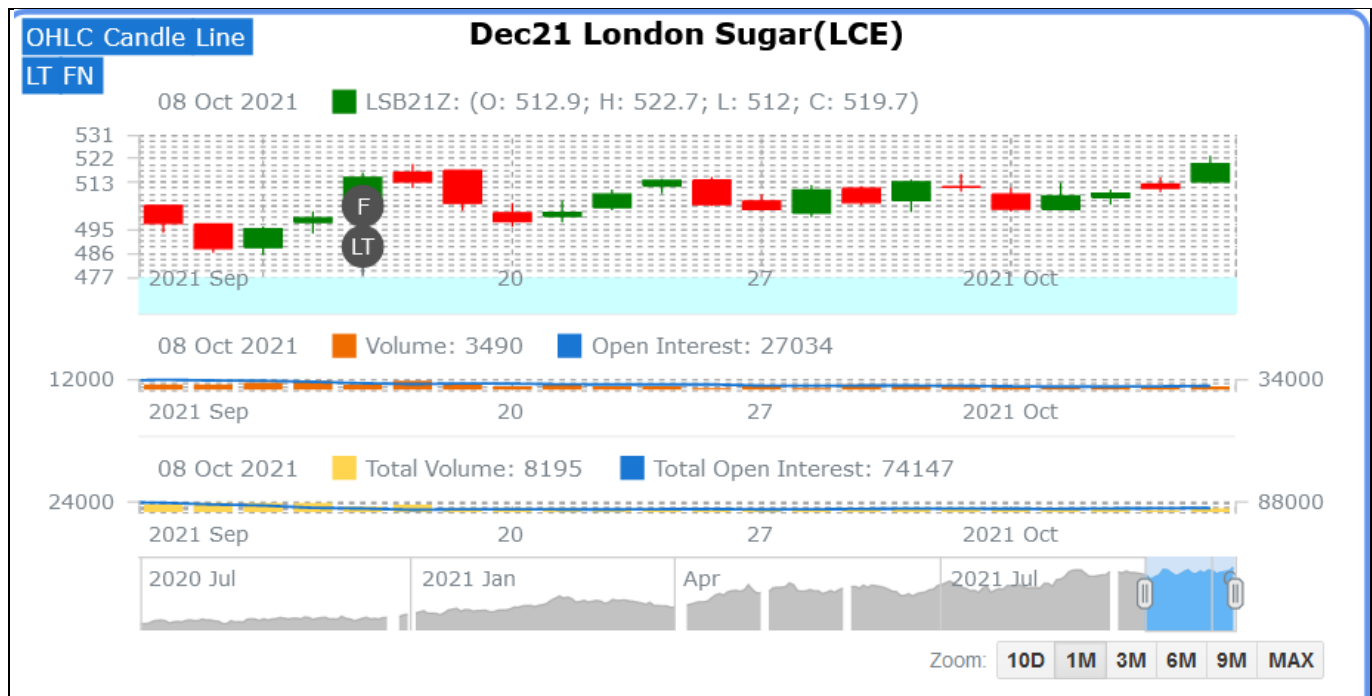 OHLC Candle Line
Dec21 London Sugar(LCE)
LT FN
08 Oct 2021 LSB21Z: (O: 512.9; H: 522.7; L: 512; C: 519.7)
531
522
513
F
495
LT
486
477
2021 Sep 20 27 2021 Oct
08 Oct 2021 Volume: 3490 Open Interest: 27034
12000 34000
2021 Sep 20 27 2021 Oct
08 Oct 2021 Total Volume: 8195 Total Open Interest: 74147
24000 88000
2021 Sep 20 27 2021 Oct
2020 Jul 2021 Jan Apr 2021 Jul
Zoom: 10D 1M 3M 6M 9M MAX